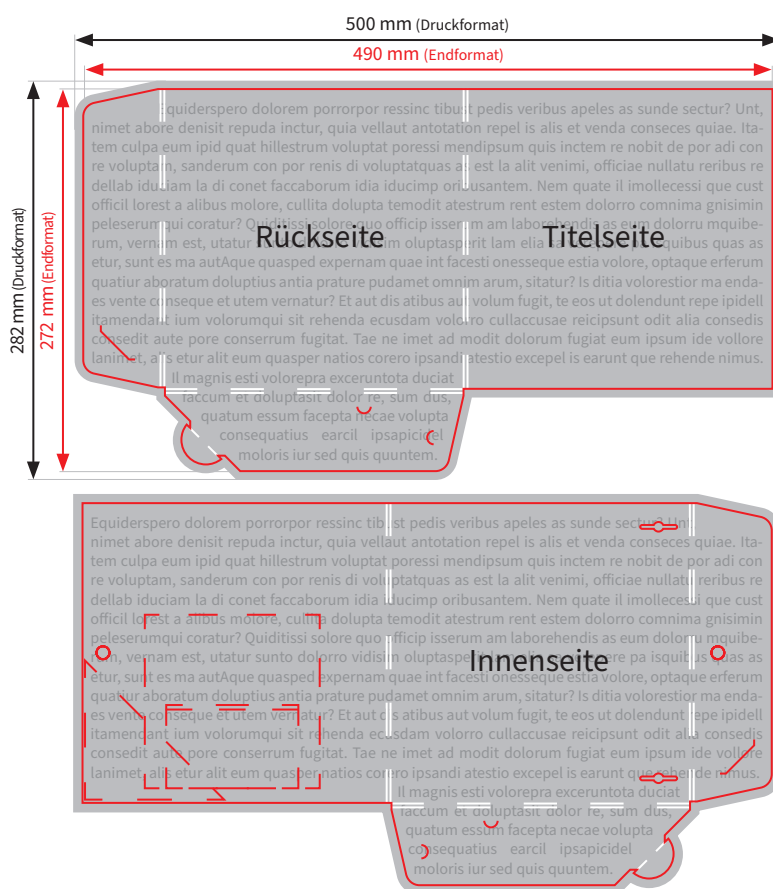 500 mm (Druckformat)
490 mm (Endformat)
282 mm (Druckformat)
272 mm (Endformat)
Equiderspero dolorem porrorpor ressinc tibust pedis veribus apeles as sunde sectur? Unt,
nimet abore denisit repuda inctur, quia vellaut antotation repel is alis et venda conseces quiae. Ita-
tem culpa eum ipid quat hillestrum voluptat poressi mendipsum quis inctem re nobit de por adi con
re voluptam, sanderum con por renis di voluptatquas as est la alit venimi, officiae nullatu reribus re
dellab iduciam la di conet faccaborum idia iducimp oribusantem. Nem quate il imollecessi que cust
officil lorest a alibus molore, cullita dolupta temodit atestrum rent estem dolorro comnima gnisimin
peleserumqui coratur? Quiditissi solore quo officip isserum am laborehendis as eum dolorru mquibe-
rum, vernam est, utatur oluptasperit lam elia isquibus quas as
Rückseite
Titelseite
etur, sunt es ma autAque quasped expernam quae int facesti onesseque estia volore, optaque erferum
quatiur aboratum doluptius antia prature pudamet omnim arum, sitatur? Is ditia volorestior ma enda-
es vente conseque et utem vernatur? Et aut dis atibus aut volum fugit, te eos ut dolendunt repe ipidell
itamendant ium volorumqui sit rehenda ecusdam volorro cullaccusae reicipsunt odit alia consedis
consedit aute pore conserrum fugitat. Tae ne imet ad modit dolorum fugiat eum ipsum ide vollore
lanimet, alis etur alit eum quasper natios corero ipsandi atestio excepel is earunt que rehende nimus.
Il magnis esti volorepra exceruntota duciat
faccum et doluptasit dolor re, sum dus,
quatum essum facepta necae volupta
consequatius earcil ipsapicidel
moloris iur sed quis quuntem.
Equiderspero dolorem porrorpor ressinc tibust pedis veribus apeles as sunde sectur? Unt,
nimet abore denisit repuda inctur, quia vellaut antotation repel is alis et venda conseces quiae. Ita-
tem culpa eum ipid quat hillestrum voluptat poressi mendipsum quis inctem re nobit de por adi con
re voluptam, sanderum con por renis di voluptatquas as est la alit venimi, officiae nullatu reribus re
dellab iduciam la di conet faccaborum idia iducimp oribusantem. Nem quate il imollecessi que cust
officil lorest a alibus molore, cullita dolupta temodit atestrum rent estem dolorro comnima gnisimin
peleserumqui coratur? Quiditissi solore quo officip isserum am laborehendis as eum dolorru mquibe-
rum, vernam est, utatur sunto dolorro vidisim isquibus quas as
Innenseite
etur, sunt es ma autAque quasped expernam quae int facesti onesseque estia volore, optaque erferum
quatiur aboratum doluptius antia prature pudamet omnim arum, sitatur? Is ditia volorestior ma enda-
es vente conseque et utem vernatur? Et aut dis atibus aut volum fugit, te eos ut dolendunt repe ipidell
itamendant ium volorumqui sit rehenda ecusdam volorro cullaccusae reicipsunt odit alia consedis
consedit aute pore conserrum fugitat. Tae ne imet ad modit dolorum fugiat eum ipsum ide vollore
lanimet, alis etur alit eum quasper natios corero ipsandi atestio excepel is earunt que rehende nimus.
Il magnis esti volorepra exceruntota duciat
faccum et doluptasit dolor re, sum dus,
quatum essum facepta necae volupta
consequatius earcil ipsapicidel
moloris iur sed quis quuntem.